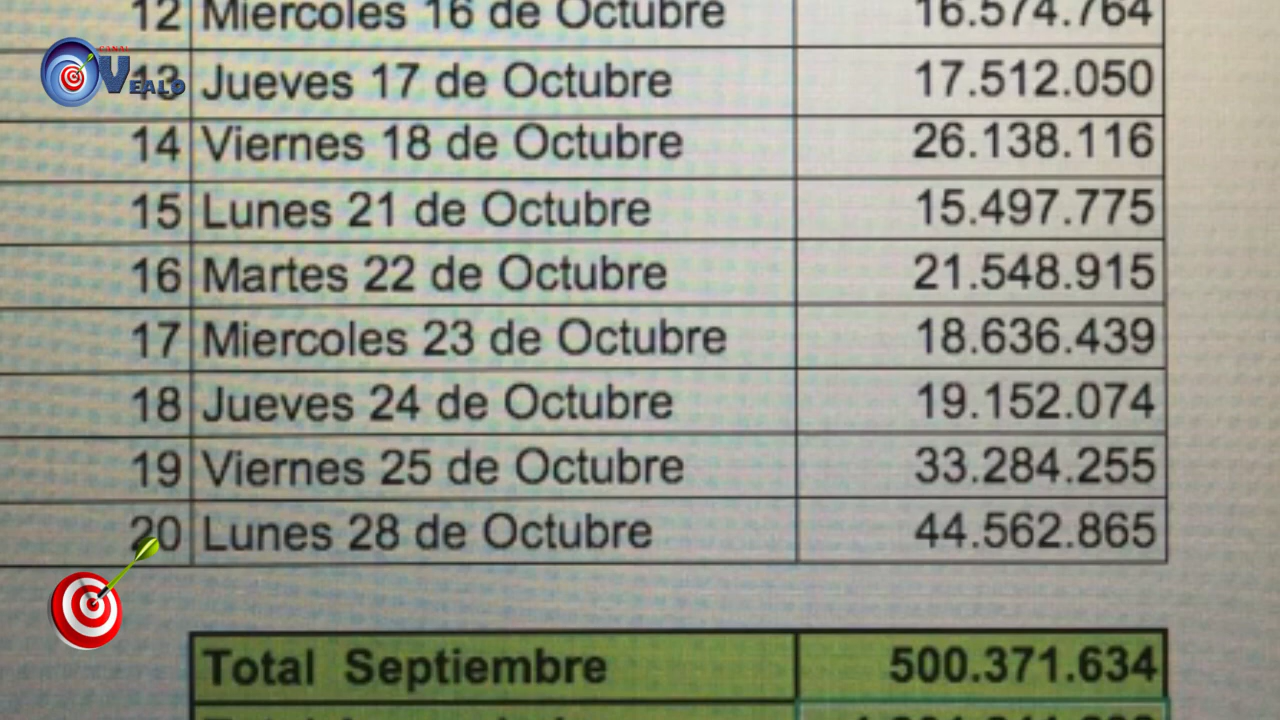 12 Miercoles 16 de Octubre 16.574.764
CANAL
VEALO
13 Jueves 17 de Octubre 17.512.050
14 Viernes 18 de Octubre 26.138.116
15 Lunes 21 de Octubre 15.497.775
16 Martes 22 de Octubre 21.548.915
17 Miercoles 23 de Octubre 18.636.439
18 Jueves 24 de Octubre 19.152.074
19 Viernes 25 de Octubre 33.284.255
20 Lunes 28 de Octubre 44.562.865
Total Septiembre 500.371.634